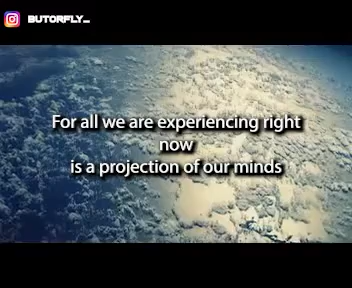 BUTORFLY_
For all we are experiencing right
now
is a projection of our minds